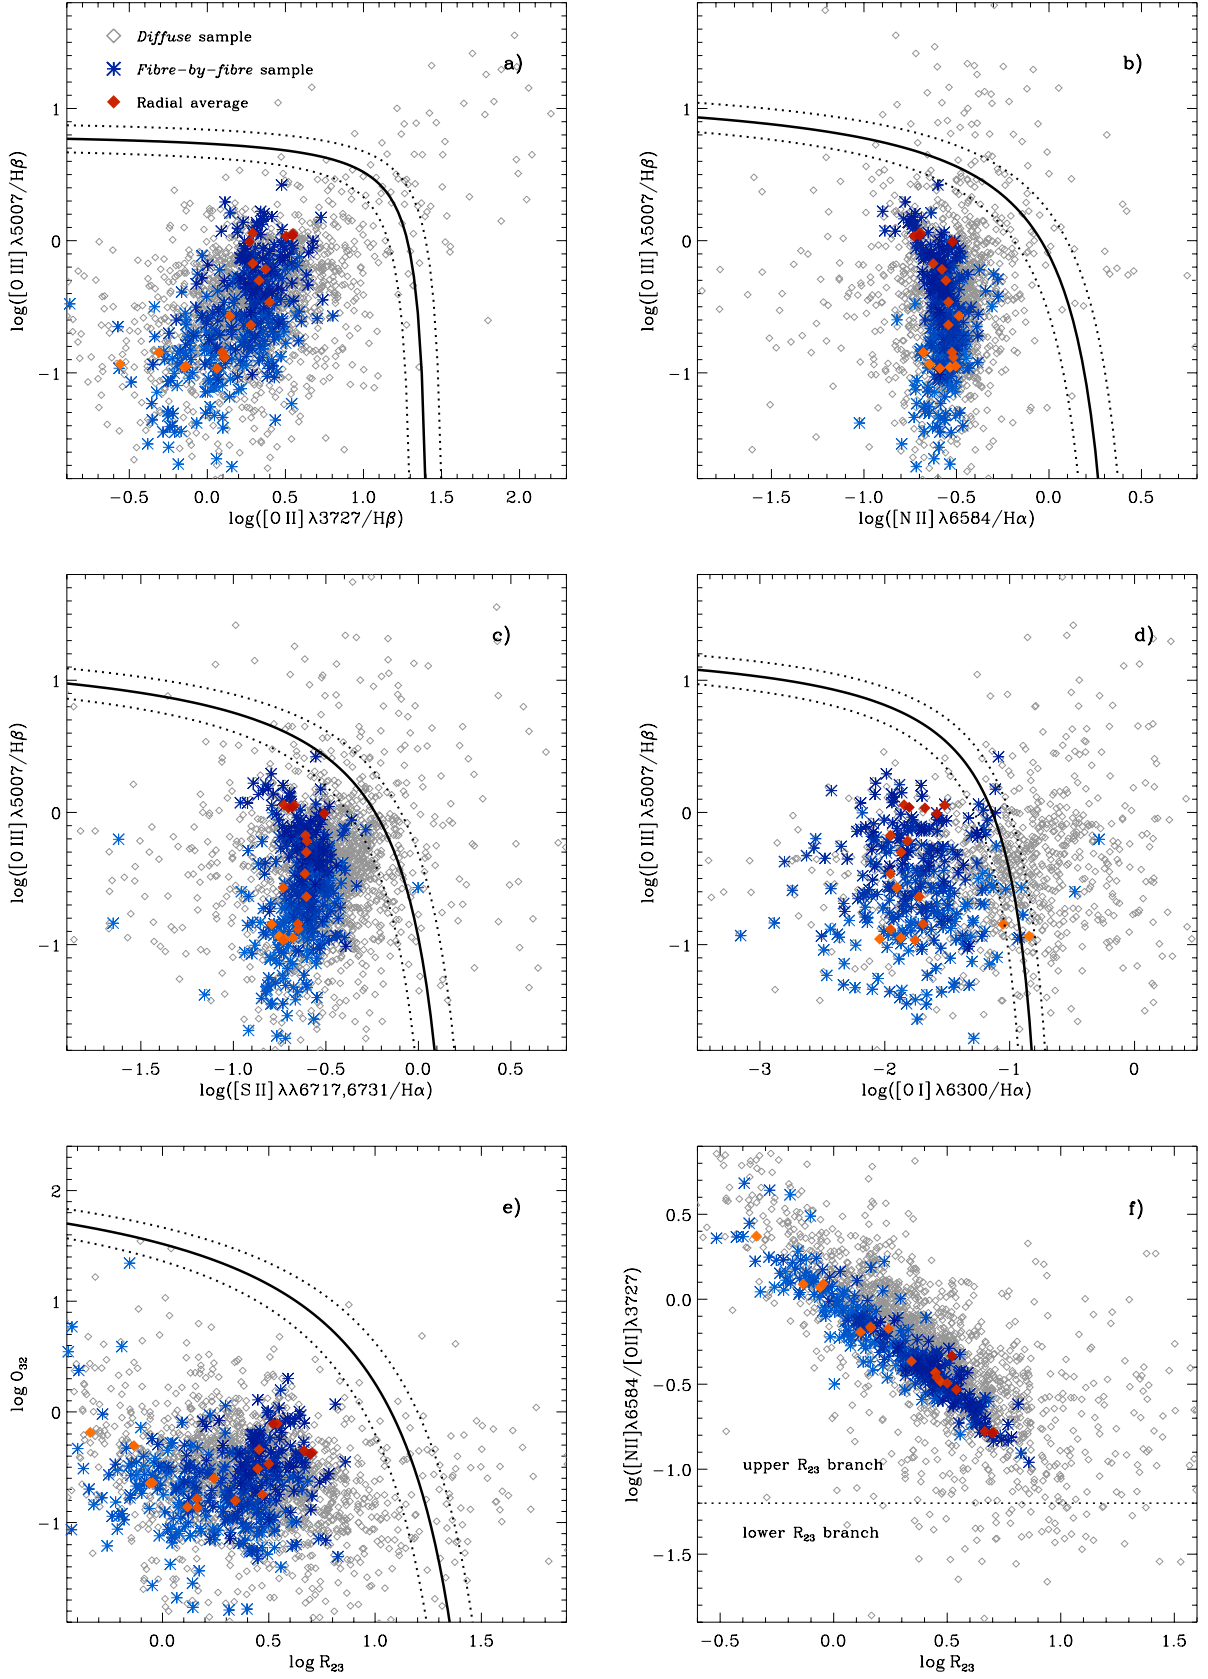 Diffuse sample
Fibre-by-fibre sample
Radial average
a)
1
0
−1
log([O III] λ5007/Hβ)
−0.5 0.0 0.5 1.0 1.5 2.0
log([O II] λ3727/Hβ)
b)
1
0
−1
log([O III] λ5007/Hβ)
−1.5 −1.0 −0.5 0.0 0.5
log([N II] λ6584/Hα)
c)
1
0
−1
log([O III] λ5007/Hβ)
−1.5 −1.0 −0.5 0.0 0.5
log([S II] λλ6717,6731/Hα)
d)
1
0
−1
log([O III] λ5007/Hβ)
−3 −2 −1 0
log([O I] λ6300/Hα)
e)
2
1
0
−1
log O₃₂
0.0 0.5 1.0 1.5
log R₂₃
f)
0.5
0.0
−0.5
−1.0
−1.5
log([NII]λ6584/[OII]λ3727)
upper R₂₃ branch
lower R₂₃ branch
−0.5 0.0 0.5 1.0 1.5
log R₂₃